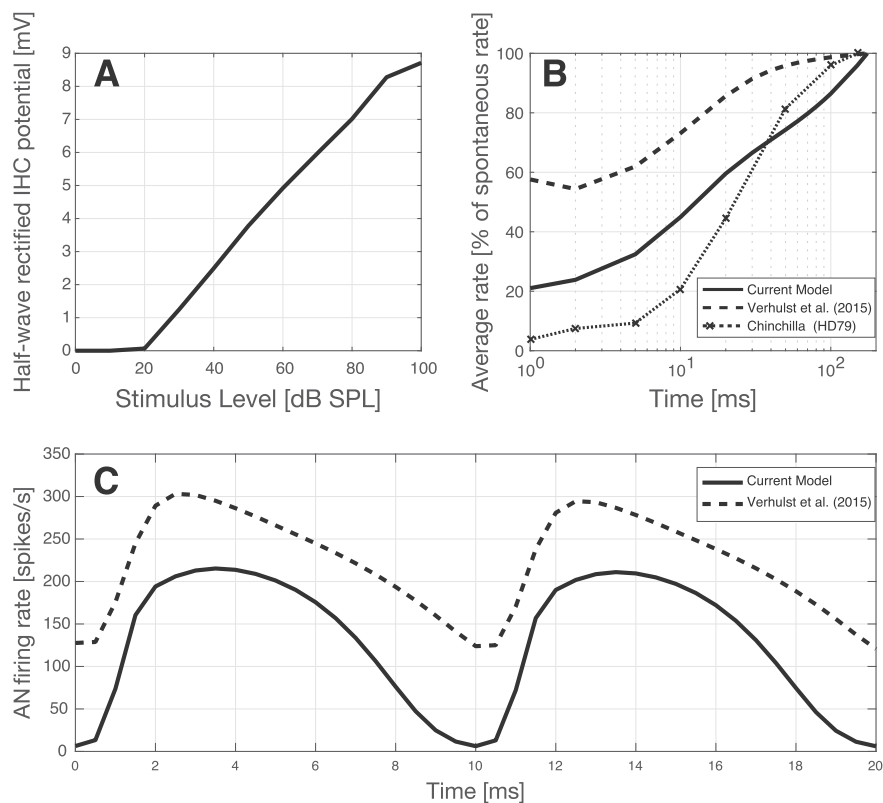 A
Half-wave rectified IHC potential [mV]
9
8
7
6
5
4
3
2
1
0
0 20 40 60 80 100
Stimulus Level [dB SPL]
B
Average rate [% of spontaneous rate]
100
80
60
40
20
0
10^0 10^1 10^2
Time [ms]
Current Model
Verhulst et al. (2015)
Chinchilla (HD79)
C
AN firing rate [spikes/s]
350
300
250
200
150
100
50
0
0 2 4 6 8 10 12 14 16 18 20
Time [ms]
Current Model
Verhulst et al. (2015)